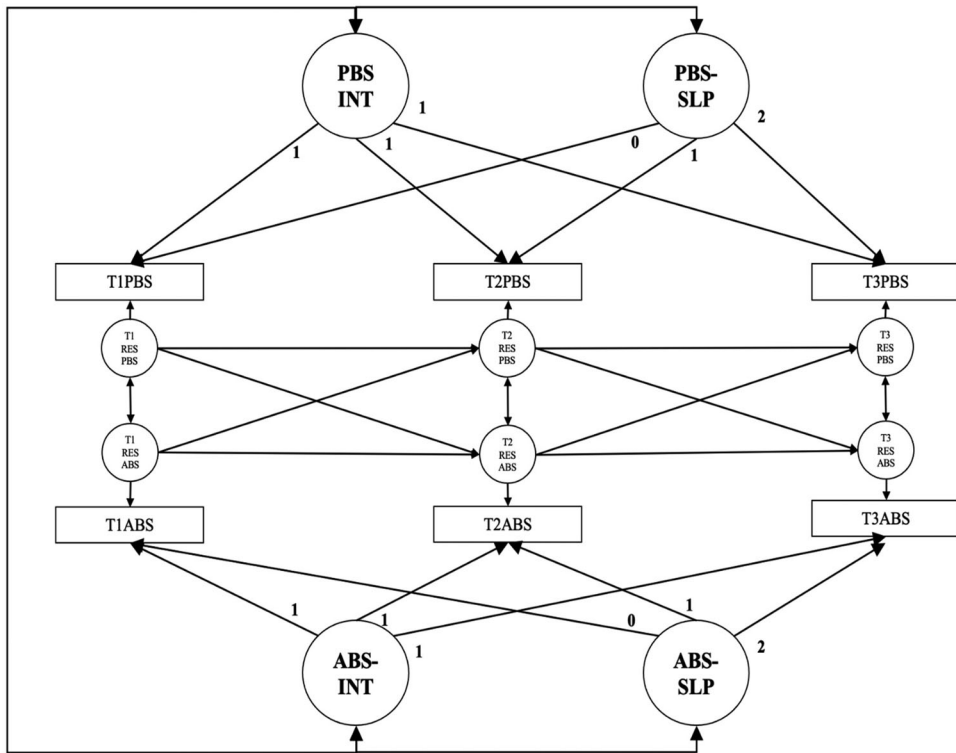 PBS
INT
PBS-
SLP
1
1
1
0
1
2
T1PBS
T2PBS
T3PBS
T1
RES
PBS
T2
RES
PBS
T3
RES
PBS
T1
RES
ABS
T2
RES
ABS
T3
RES
ABS
T1ABS
T2ABS
T3ABS
1
1
1
0
1
2
ABS-
INT
ABS-
SLP